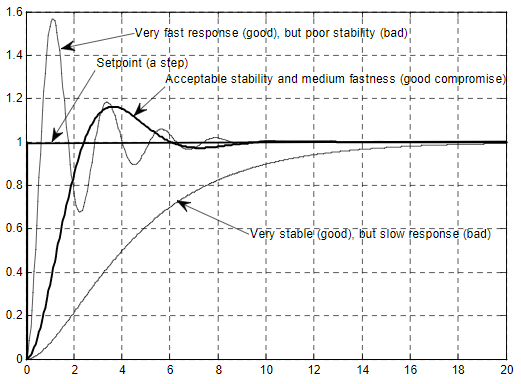 1.6
Very fast response (good), but poor stability (bad)
1.4
Setpoint (a step)
Acceptable stability and medium fastness (good compromise)
1.2
1
0.8
0.6
Very stable (good), but slow response (bad)
0.4
0.2
0
0 2 4 6 8 10 12 14 16 18 20